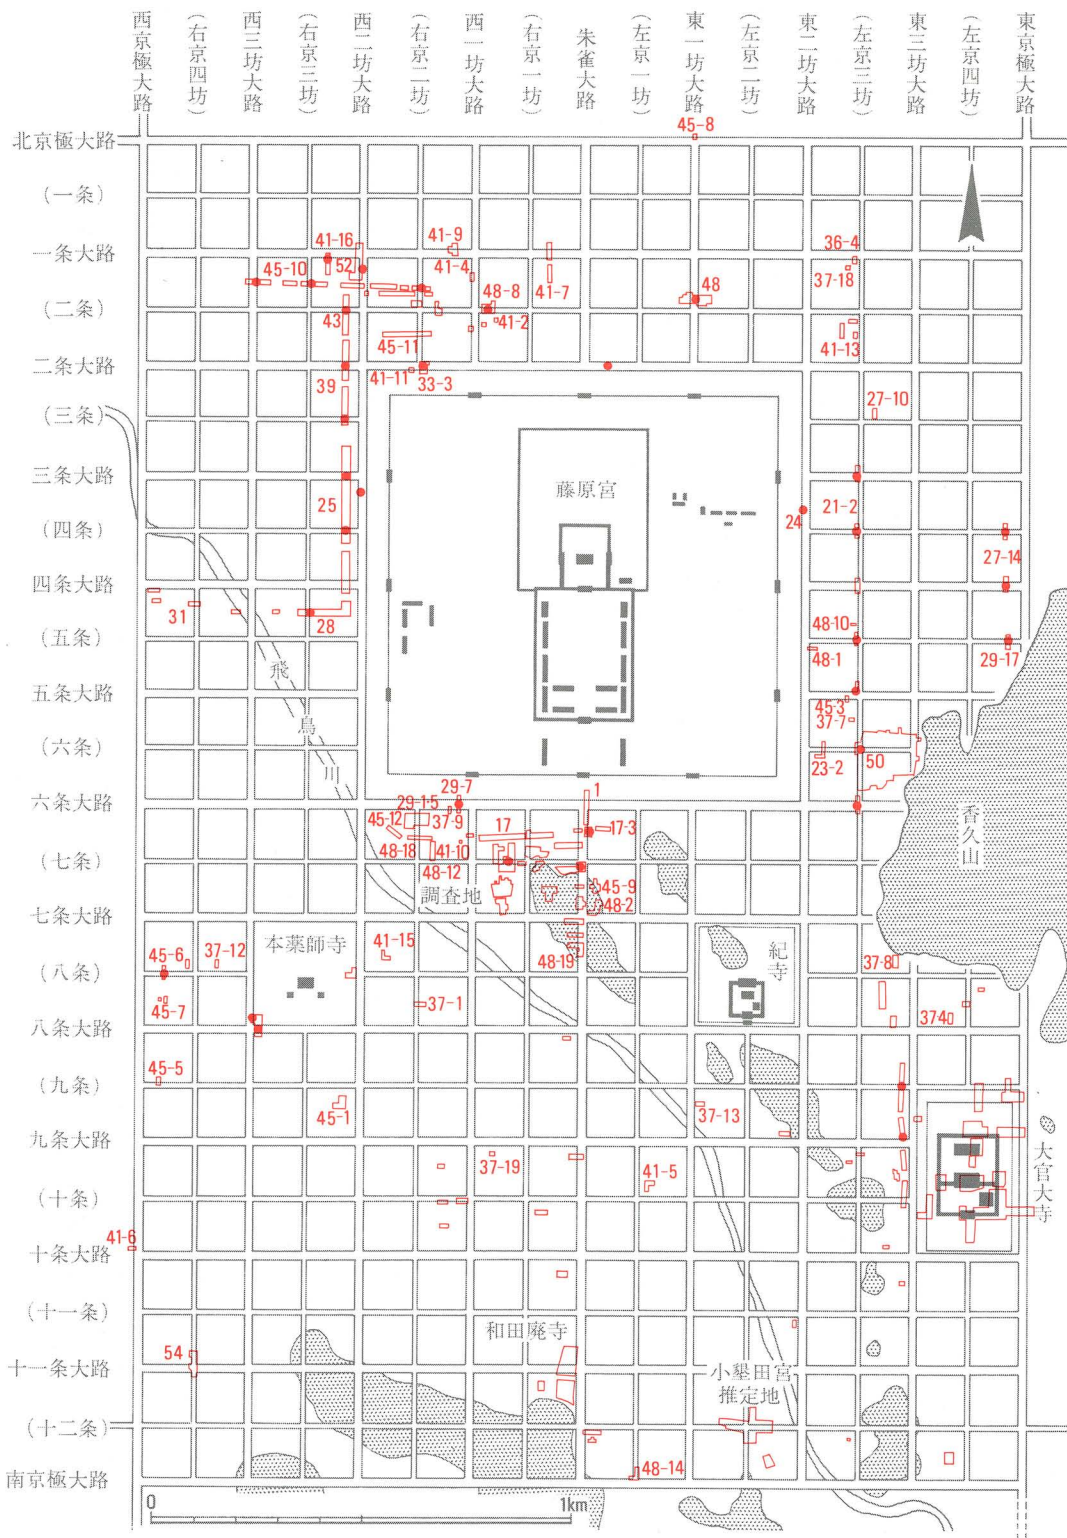 西京極大路
(右京四坊)
西三坊大路
(右京三坊)
西二坊大路
(右京二坊)
西一坊大路
(右京一坊)
朱雀大路
(左京一坊)
東一坊大路
(左京二坊)
東二坊大路
(左京三坊)
東三坊大路
(左京四坊)
東京極大路
北京極大路
45-8
(一条)
一条大路
41-16
41-9
36-4
45-10
52
41-4
41-7
37-18
48-8
48
(二条)
43
41-2
45-11
41-13
二条大路
39
41-11
33-3
27-10
(三条)
三条大路
藤原宮
25
24
21-2
(四条)
27-14
四条大路
31
28
48-10
(五条)
48-1
29-17
飛鳥川
五条大路
45-3
37-7
(六条)
23-2
50
六条大路
29-7
1
29-1·5
45-12
37-9
17
17-3
香久山
(七条)
48-18
41-10
48-12
調査地
45-9
48-2
七条大路
本薬師寺
41-15
45-6
37-12
紀寺
(八条)
48-19
37-8
45-7
37-1
374
八条大路
45-5
(九条)
45-1
37-13
九条大路
大官大寺
37-19
41-5
(十条)
41-6
十条大路
(十一条)
和田廃寺
54
十一条大路
小墾田宮
推定地
(十二条)
48-14
南京極大路
0
1km